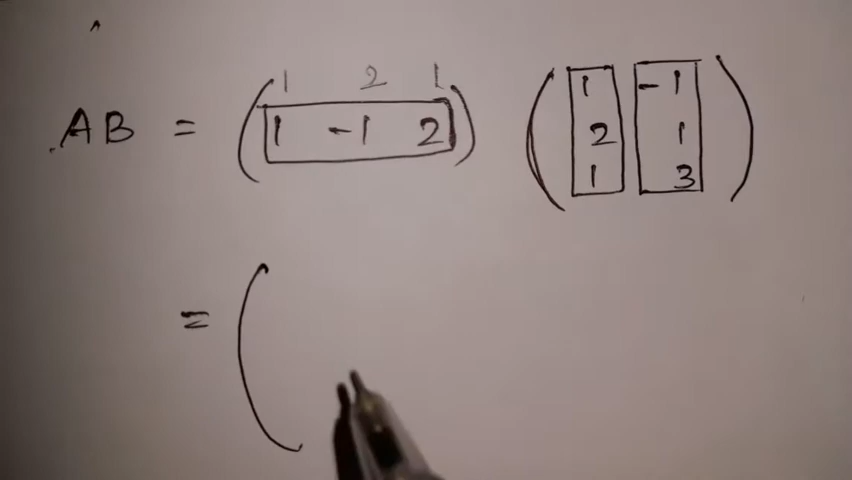 1 2 1 1 -1
AB = ( 1 -1 2 ) ( 2 1 )
1 3
= (